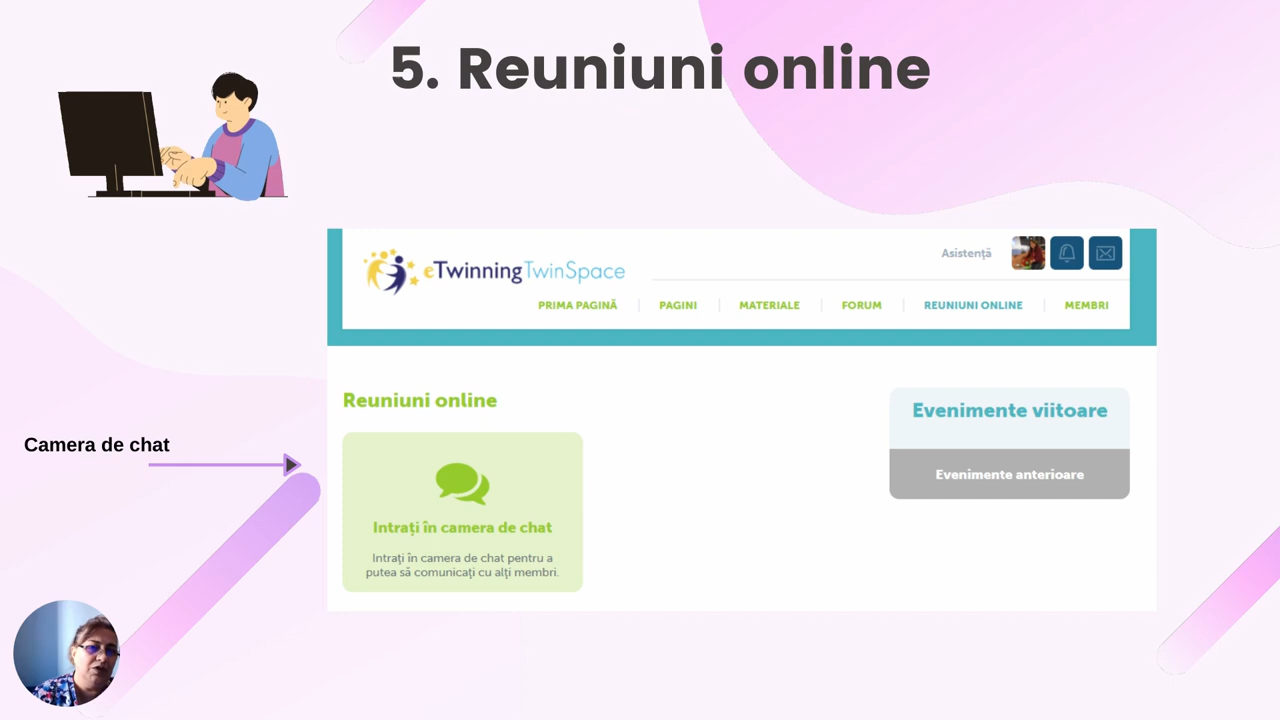 5. Reuniuni online
Asistență
eTwinningTwinSpace
PRIMA PAGINĂ
PAGINI
MATERIALE
FORUM
REUNIUNI ONLINE
MEMBRI
Reuniuni online
Evenimente viitoare
Camera de chat
Evenimente anterioare
Intrați în camera de chat
Intrați în camera de chat pentru a
putea să comunicați cu alți membri.